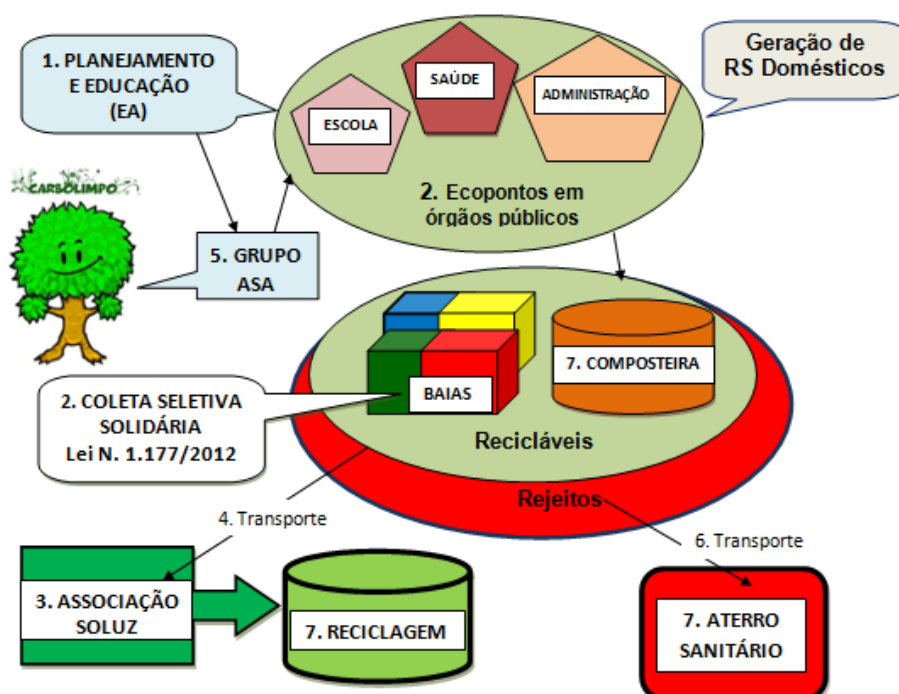 1. PLANEJAMENTO
E EDUCAÇÃO
(EA)
SAÚDE
ESCOLA
ADMINISTRAÇÃO
Geração de
RS Domésticos
2. Ecopontos em
órgãos públicos
CARBOLIMPO
5. GRUPO
ASA
7. COMPOSTEIRA
BAIAS
2. COLETA SELETIVA
SOLIDÁRIA
Lei N. 1.177/2012
Recicláveis
Rejeitos
4. Transporte
6. Transporte
3. ASSOCIAÇÃO
SOLUZ
7. RECICLAGEM
7. ATERRO
SANITÁRIO